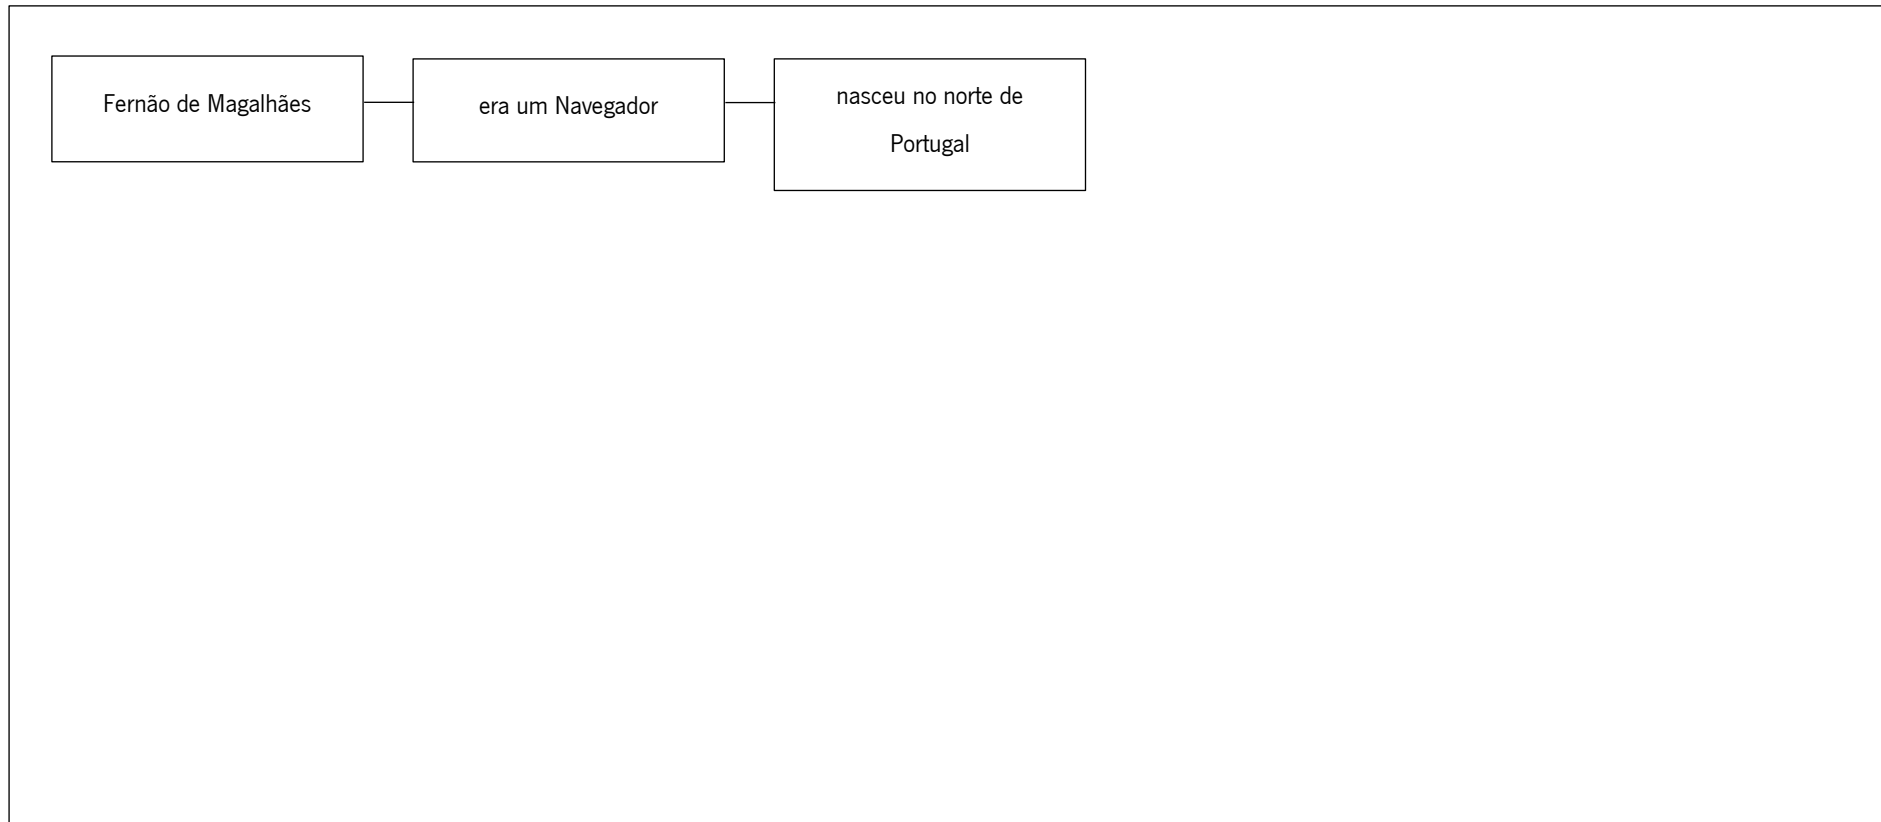 Fernão de Magalhães
era um Navegador
nasceu no norte de
Portugal